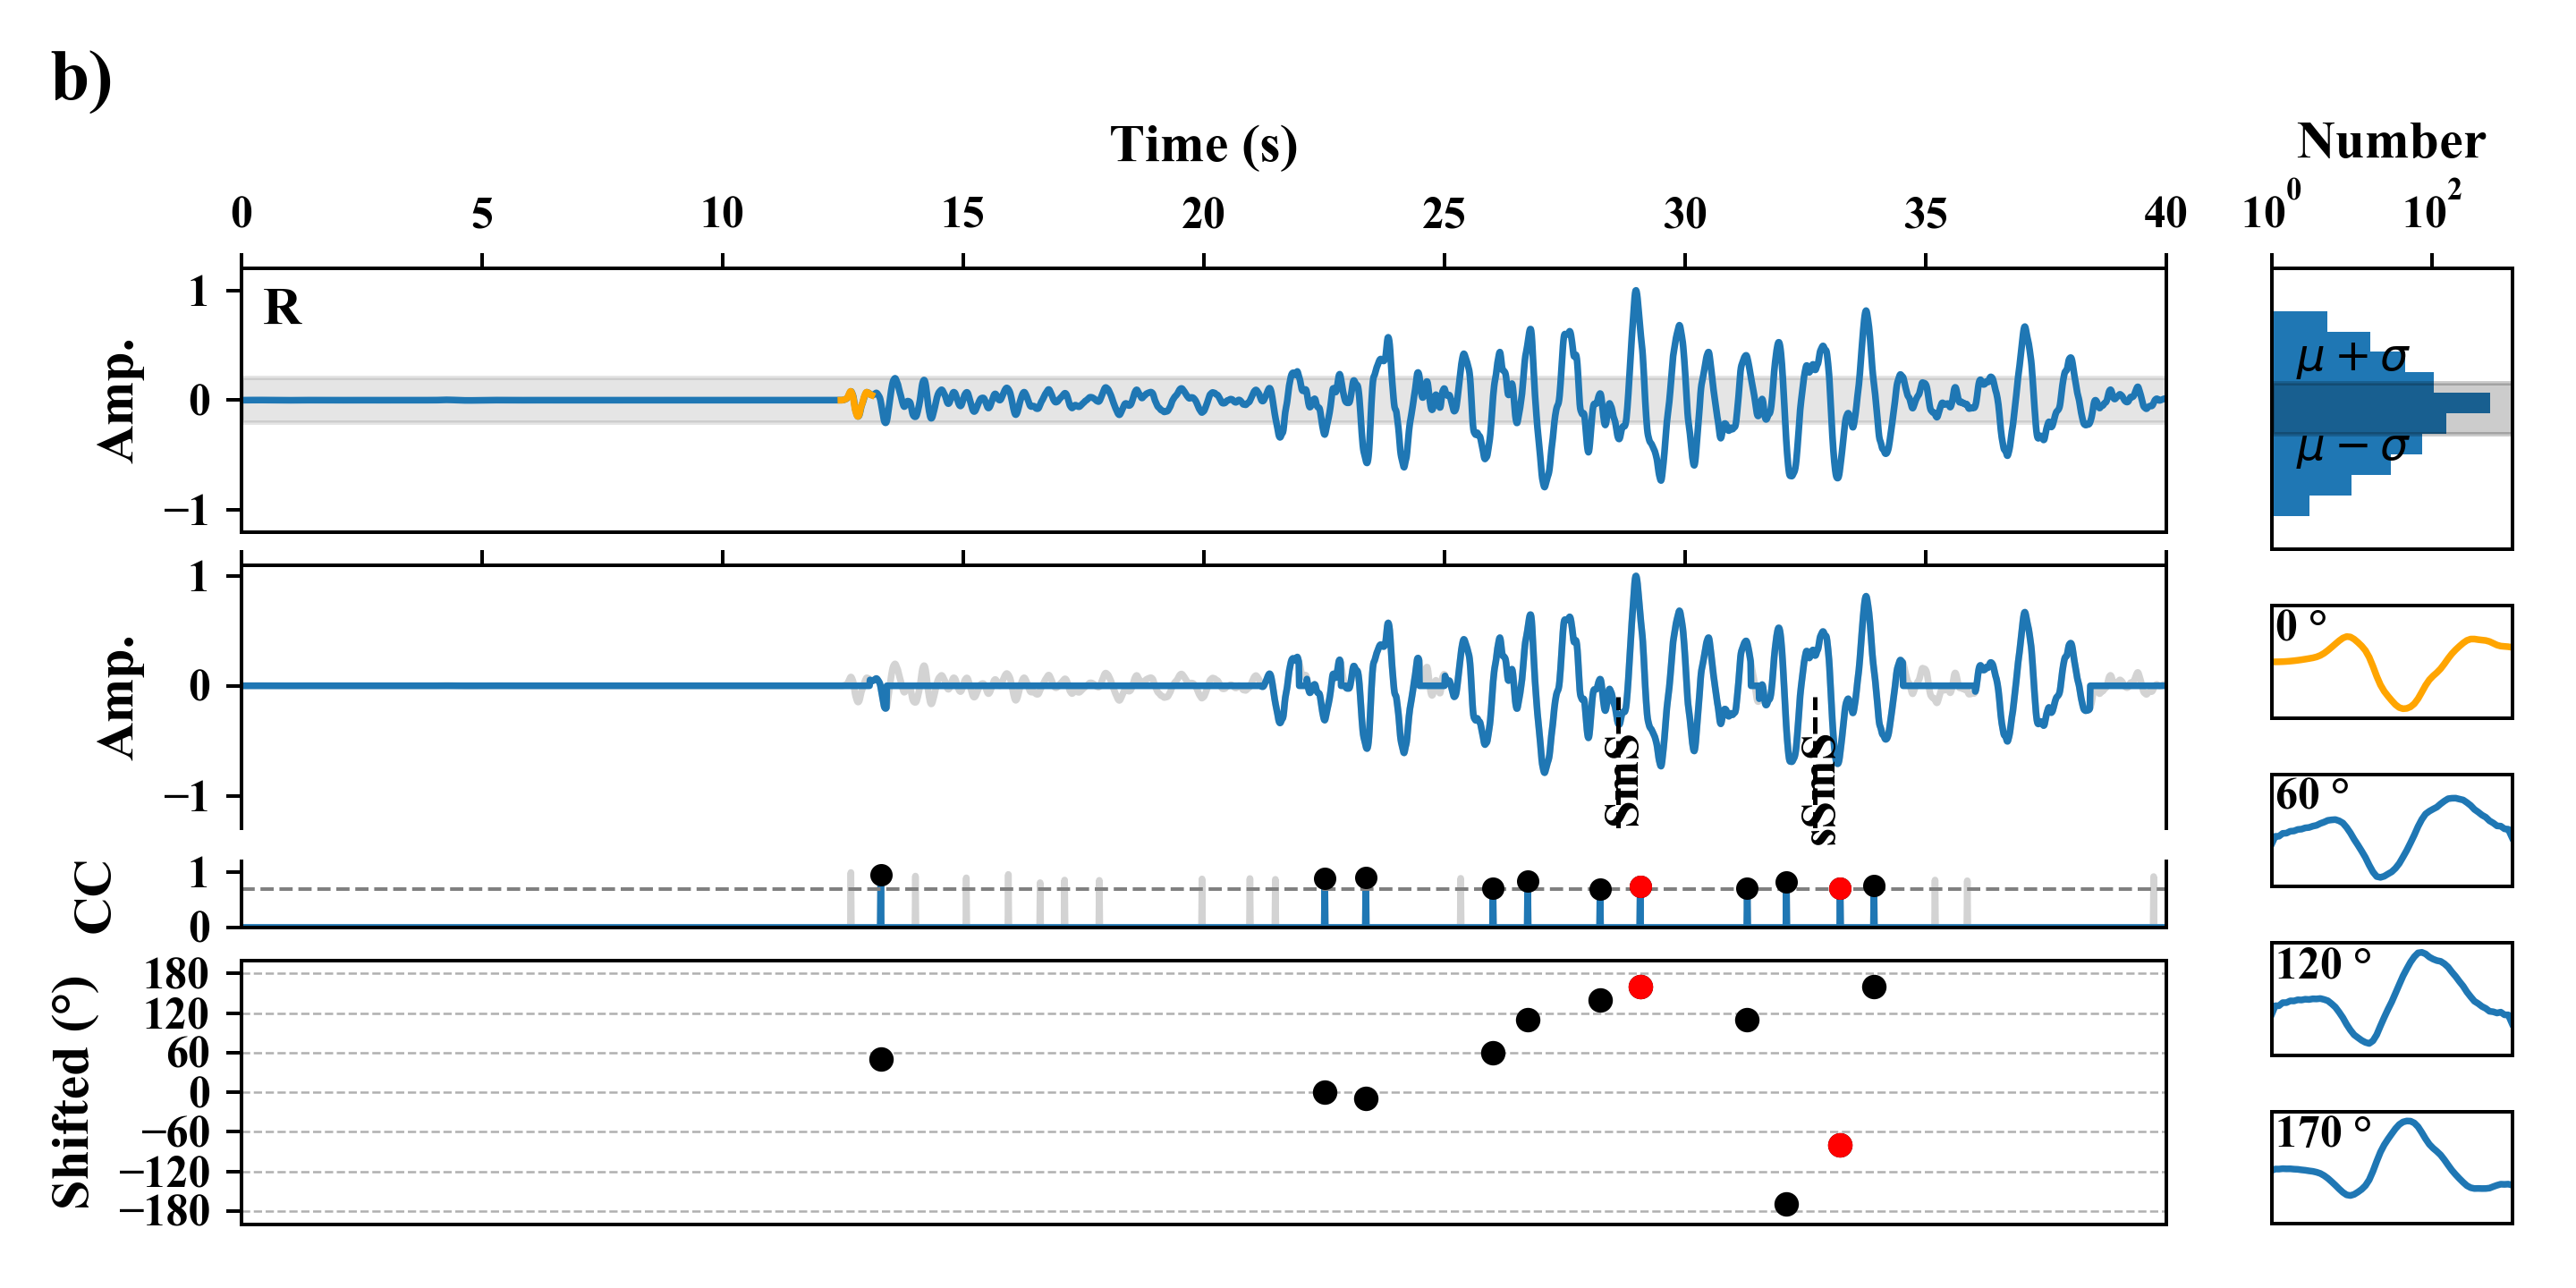 b)
Time (s)
Number
0 5 10 15 20 25 30 35 40
10^0 10^2
R
Amp.
1
0
−1
μ + σ
μ − σ
Amp.
1
0
−1
SmS
sSmS
CC
1
0
Shifted (°)
180
120
60
0
−60
−120
−180
0 °
60 °
120 °
170 °